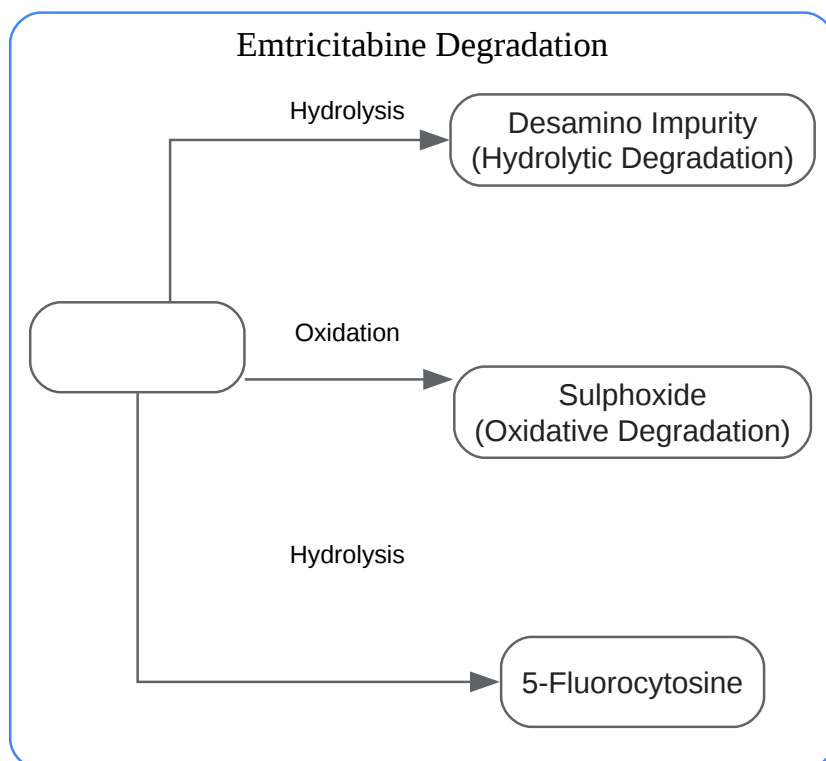 Emtricitabine Degradation
Hydrolysis
Desamino Impurity
(Hydrolytic Degradation)
Oxidation
Sulphoxide
(Oxidative Degradation)
Hydrolysis
5-Fluorocytosine